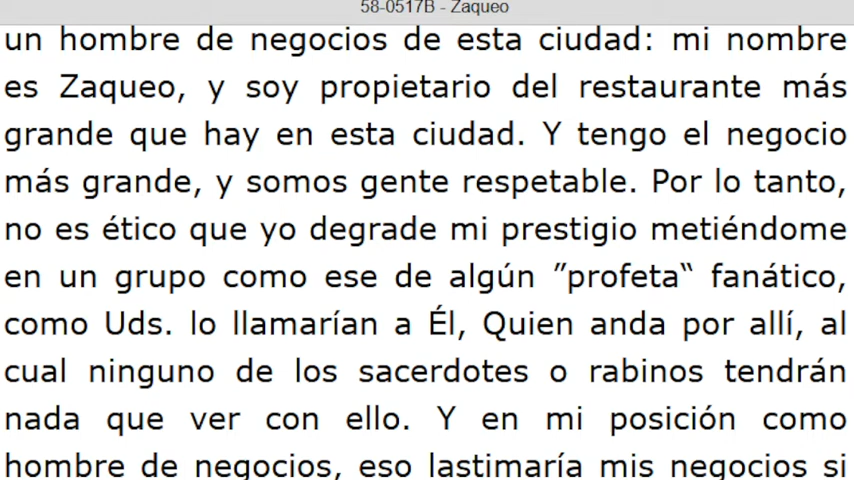 58-0517B - Zaqueo
un hombre de negocios de esta ciudad: mi nombre
es Zaqueo, y soy propietario del restaurante más
grande que hay en esta ciudad. Y tengo el negocio
más grande, y somos gente respetable. Por lo tanto,
no es ético que yo degrade mi prestigio metiéndome
en un grupo como ese de algún ”profeta“ fanático,
como Uds. lo llamarían a Él, Quien anda por allí, al
cual ninguno de los sacerdotes o rabinos tendrán
nada que ver con ello. Y en mi posición como
hombre de negocios, eso lastimaría mis negocios si